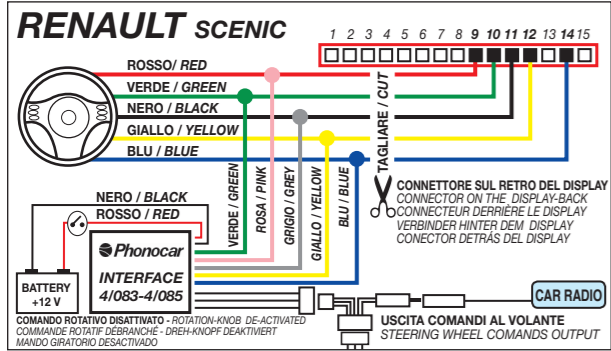 RENAULT SCENIC
1 2 3 4 5 6 7 8 9 10 11 12 13 14 15
ROSSO/ RED
VERDE / GREEN
NERO / BLACK
GIALLO / YELLOW
BLU / BLUE
TAGLIARE / CUT
VERDE / GREEN
ROSA / PINK
GRIGIO / GREY
GIALLO / YELLOW
BLU / BLUE
CONNETTORE SUL RETRO DEL DISPLAY
CONNECTOR ON THE DISPLAY-BACK
CONNECTEUR DERRIÈRE LE DISPLAY
VERBINDER HINTER DEM DISPLAY
CONECTOR DETRÁS DEL DISPLAY
NERO / BLACK
ROSSO / RED
Phonocar
INTERFACE
4/083-4/085
BATTERY
+12 V
CAR RADIO
COMANDO ROTATIVO DISATTIVATO - ROTATION-KNOB DE-ACTIVATED
COMMANDE ROTATIF DÉBRANCHÉ - DREH-KNOPF DEAKTIVIERT
MANDO GIRATORIO DESACTIVADO
USCITA COMANDI AL VOLANTE
STEERING WHEEL COMANDS OUTPUT